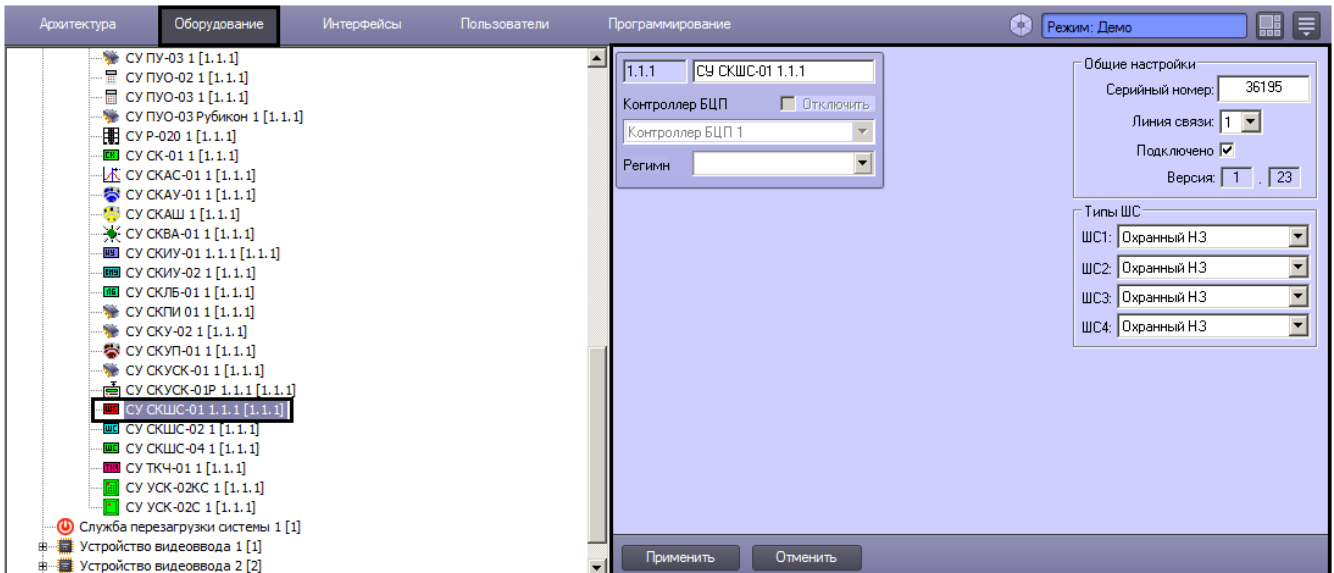 Архитектура Оборудование Интерфейсы Пользователи Программирование Режим: Демо
СУ ПУ-03 1 [1.1.1]
СУ ПУО-02 1 [1.1.1]
СУ ПУО-03 1 [1.1.1]
СУ ПУО-03 Рубикон 1 [1.1.1]
СУ Р-020 1 [1.1.1]
СУ СК-01 1 [1.1.1]
СУ СКАС-01 1 [1.1.1]
СУ СКАУ-01 1 [1.1.1]
СУ СКАШ 1 [1.1.1]
СУ СКВА-01 1 [1.1.1]
СУ СКИУ-01 1.1.1 [1.1.1]
СУ СКИУ-02 1 [1.1.1]
СУ СКЛБ-01 1 [1.1.1]
СУ СКПИ 01 1 [1.1.1]
СУ СКУ-02 1 [1.1.1]
СУ СКУП-01 1 [1.1.1]
СУ СКУСК-01 1 [1.1.1]
СУ СКУСК-01Р 1.1.1 [1.1.1]
СУ СКШС-01 1.1.1 [1.1.1]
СУ СКШС-02 1 [1.1.1]
СУ СКШС-04 1 [1.1.1]
СУ ТКЧ-01 1 [1.1.1]
СУ УСК-02КС 1 [1.1.1]
СУ УСК-02С 1 [1.1.1]
Служба перезагрузки системы 1 [1]
Устройство видеоввода 1 [1]
Устройство видеоввода 2 [2]
1.1.1 СУ СКШС-01 1.1.1
Контроллер БЦП Отключить
Контроллер БЦП 1
Регимн
Общие настройки
Серийный номер: 36195
Линия связи: 1
Подключено
Версия: 1 . 23
Типы ШС
ШС1: Охранный НЗ
ШС2: Охранный НЗ
ШС3: Охранный НЗ
ШС4: Охранный НЗ
Применить Отменить